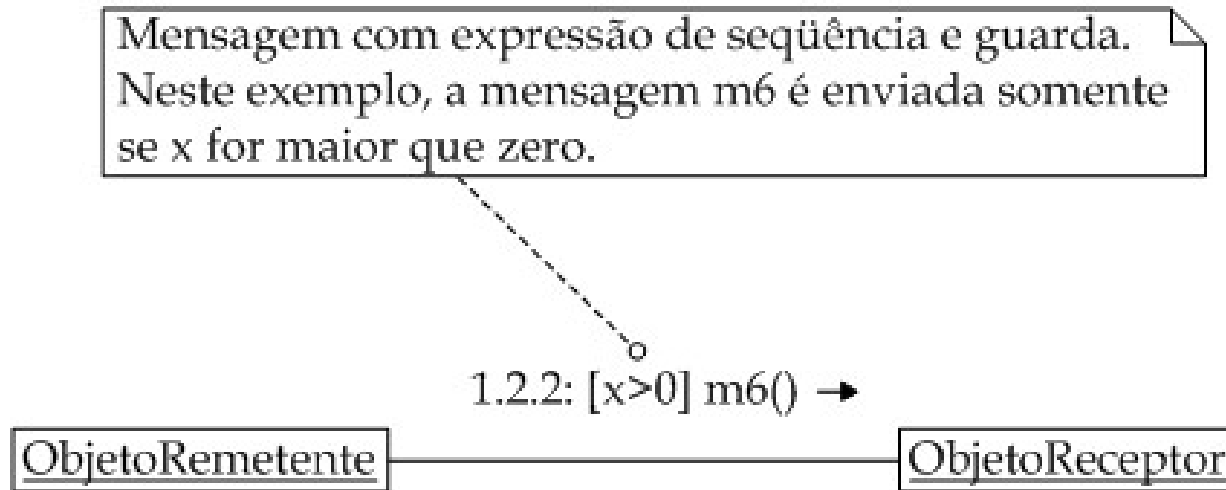 Mensagem com expressão de seqüência e guarda.
Neste exemplo, a mensagem m6 é enviada somente
se x for maior que zero.
1.2.2: [x>0] m6()
ObjetoRemetente
ObjetoReceptor